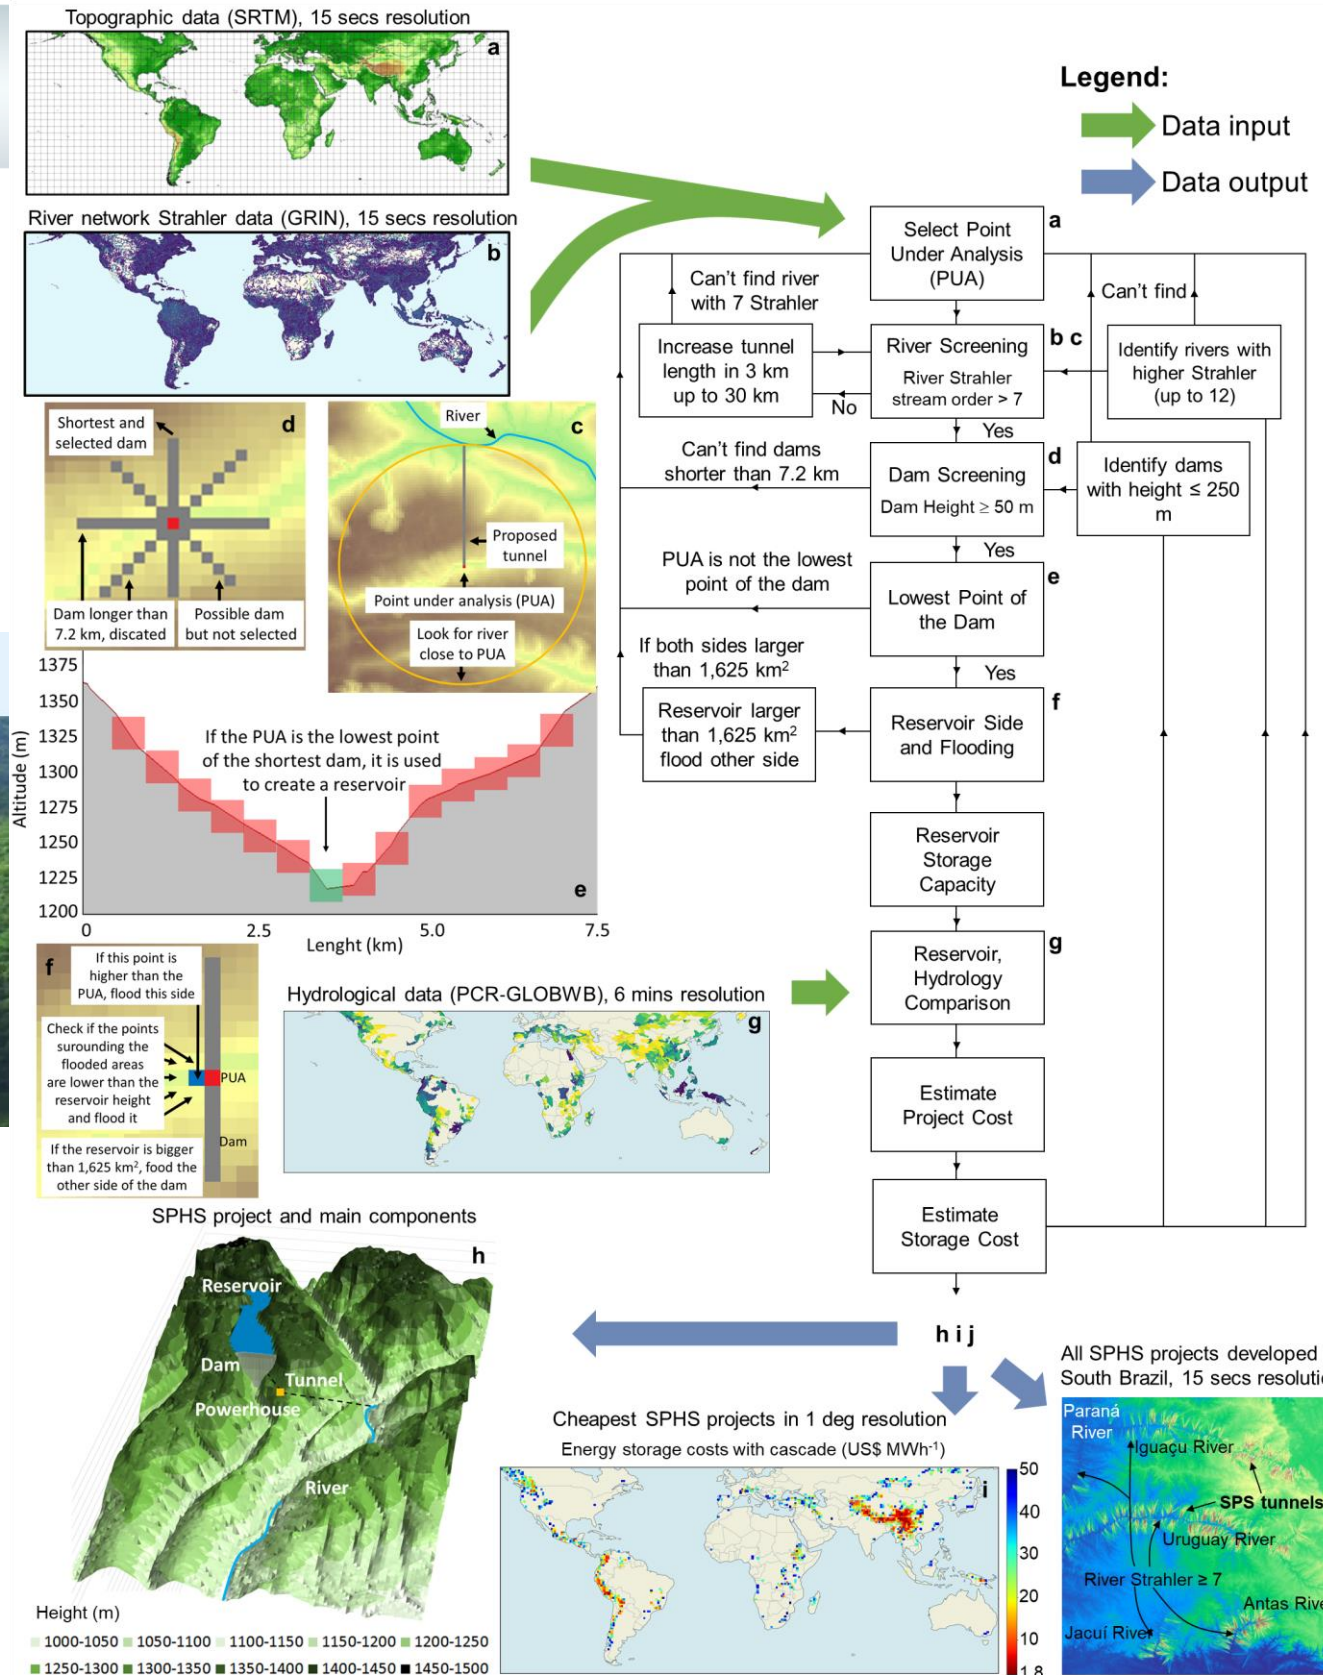 Topographic data (SRTM), 15 secs resolution
a
River network Strahler data (GRIN), 15 secs resolution
b
Legend:
Data input
Data output
Select Point
Under Analysis
(PUA)
a
Can't find river
with 7 Strahler
Can't find
Increase tunnel
length in 3 km
up to 30 km
No
River Screening
River Strahler
stream order > 7
b c
Identify rivers with
higher Strahler
(up to 12)
Yes
Can't find dams
shorter than 7.2 km
Dam Screening
Dam Height ≥ 50 m
d
Identify dams
with height ≤ 250
m
Yes
PUA is not the lowest
point of the dam
Lowest Point of
the Dam
e
Yes
If both sides larger
than 1,625 km²
Reservoir larger
than 1,625 km²
flood other side
Reservoir Side
and Flooding
f
Reservoir
Storage
Capacity
Reservoir,
Hydrology
Comparison
g
Estimate
Project Cost
Estimate
Storage Cost
h i j
Shortest and
selected dam
d
Dam longer than
7.2 km, discated
Possible dam
but not selected
River
c
Proposed
tunnel
Point under analysis (PUA)
Look for river
close to PUA
Altitude (m)
1375
1350
1325
1300
1275
1250
1225
1200
If the PUA is the lowest point
of the shortest dam, it is used
to create a reservoir
e
0
2.5
5.0
7.5
Lenght (km)
f
If this point is
higher than the
PUA, flood this side
Check if the points
surounding the
flooded areas
are lower than the
reservoir height
and flood it
PUA
Dam
If the reservoir is bigger
than 1,625 km², food the
other side of the dam
Hydrological data (PCR-GLOBWB), 6 mins resolution
g
SPHS project and main components
h
Reservoir
Dam
Tunnel
Powerhouse
River
Height (m)
1000-1050 1050-1100 1100-1150 1150-1200 1200-1250
1250-1300 1300-1350 1350-1400 1400-1450 1450-1500
Cheapest SPHS projects in 1 deg resolution
Energy storage costs with cascade (US$ MWh⁻¹)
i
50
40
30
20
10
1.8
All SPHS projects developed
South Brazil, 15 secs resoluti
Paraná
River
Iguaçu River
SPS tunnels
Uruguay River
River Strahler ≥ 7
Antas Rive
Jacuí River